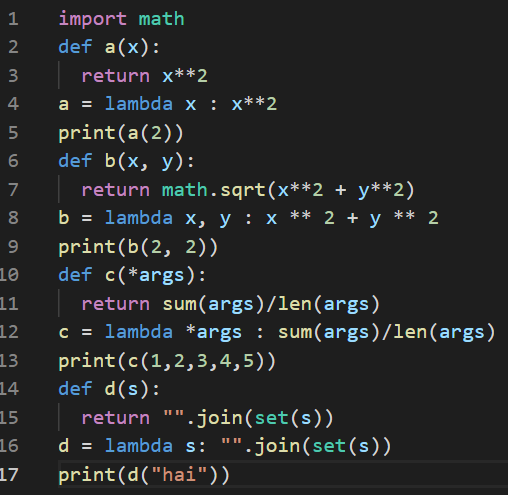 1 import math
2 def a(x):
3   return x**2
4 a = lambda x : x**2
5 print(a(2))
6 def b(x, y):
7   return math.sqrt(x**2 + y**2)
8 b = lambda x, y : x ** 2 + y ** 2
9 print(b(2, 2))
10 def c(*args):
11   return sum(args)/len(args)
12 c = lambda *args : sum(args)/len(args)
13 print(c(1,2,3,4,5))
14 def d(s):
15   return "".join(set(s))
16 d = lambda s: "".join(set(s))
17 print(d("hai"))